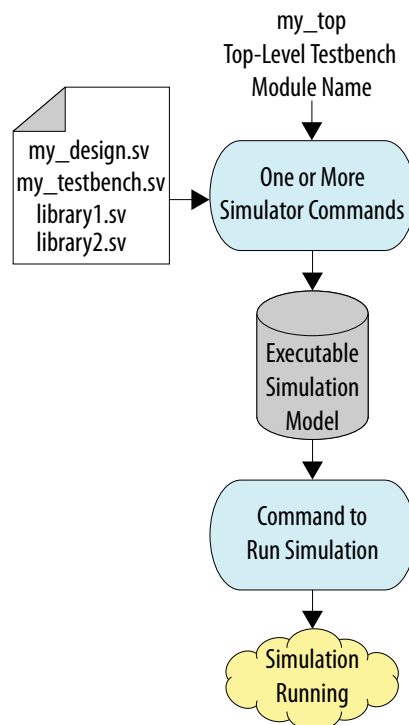 my_top
Top-Level Testbench
Module Name
my_design.sv
my_testbench.sv
library1.sv
library2.sv
One or More
Simulator Commands
Executable
Simulation
Model
Command to
Run Simulation
Simulation
Running